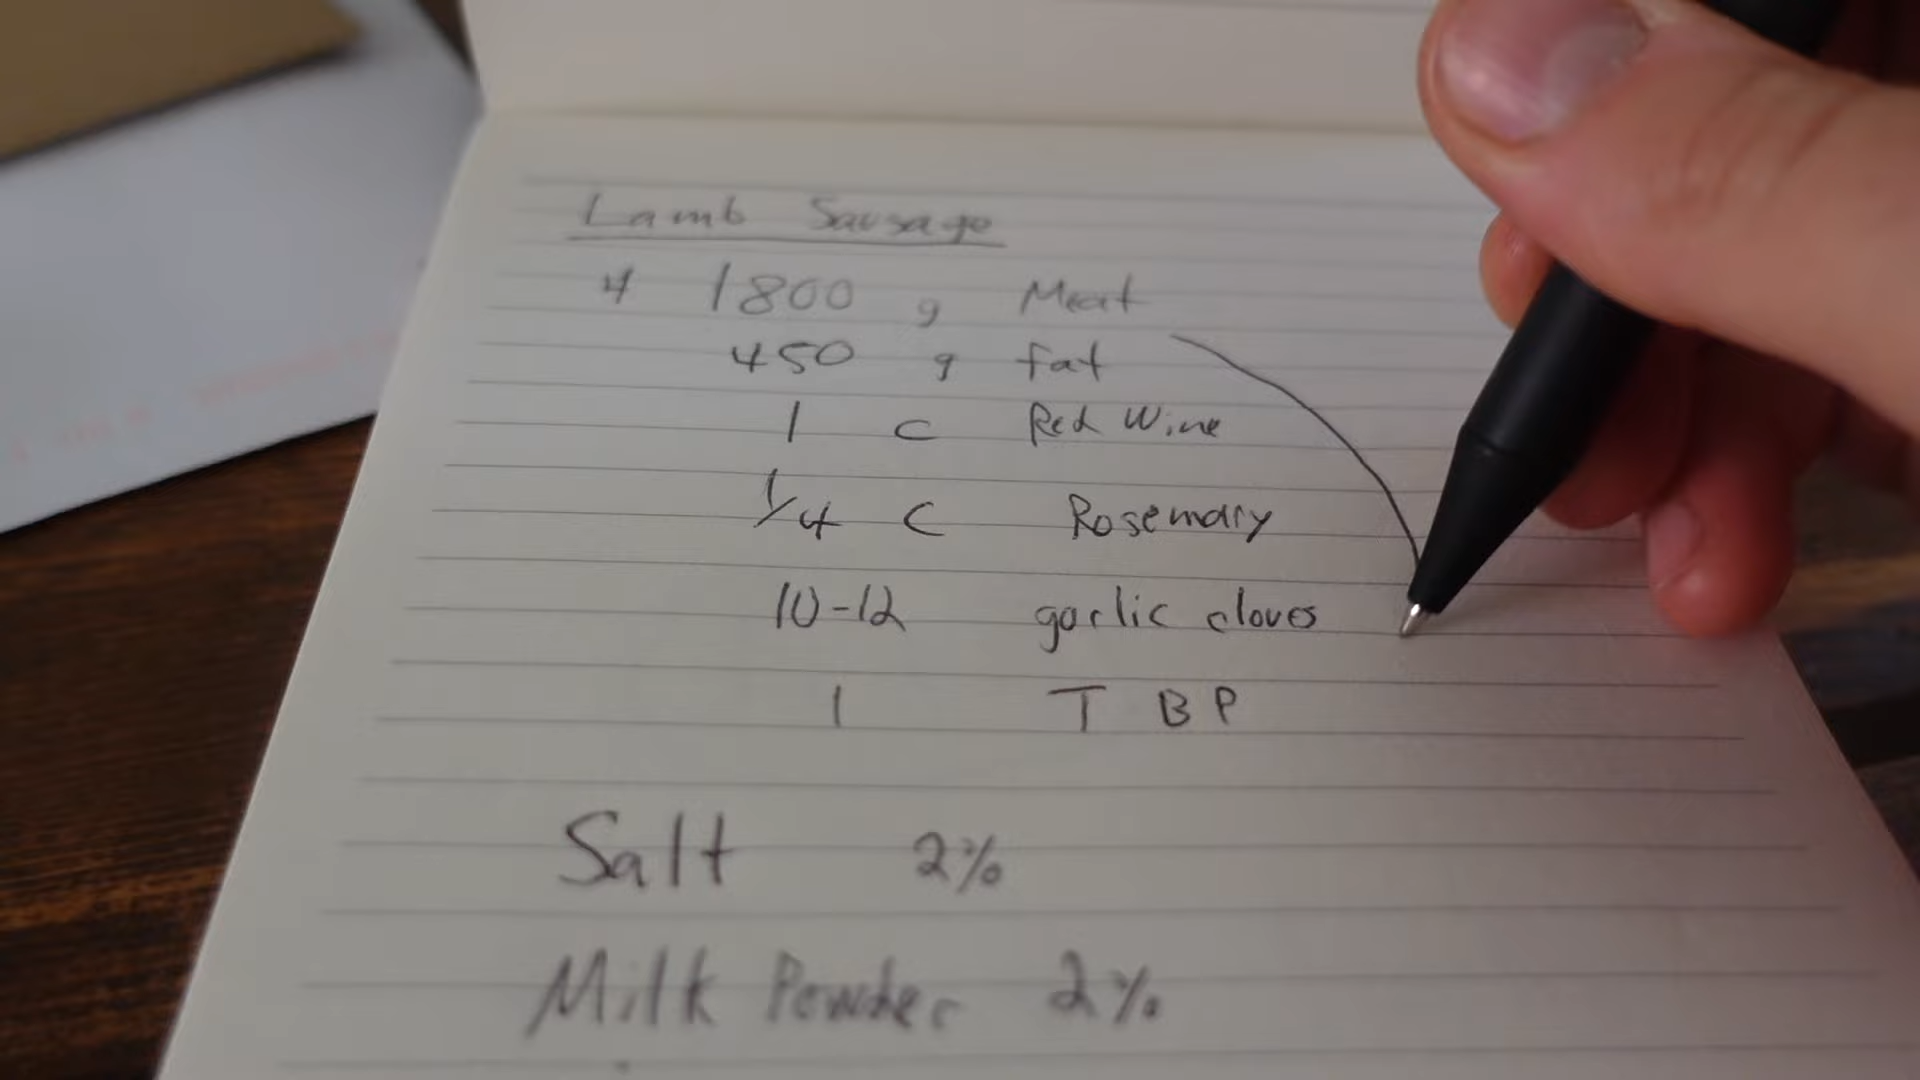 Lamb Sausage
4 1800 g Meat
450 g fat
1 C Red Wine
1/4 C Rosemary
10-12 garlic cloves
1 T BP
Salt 2%
Milk Powder 2%